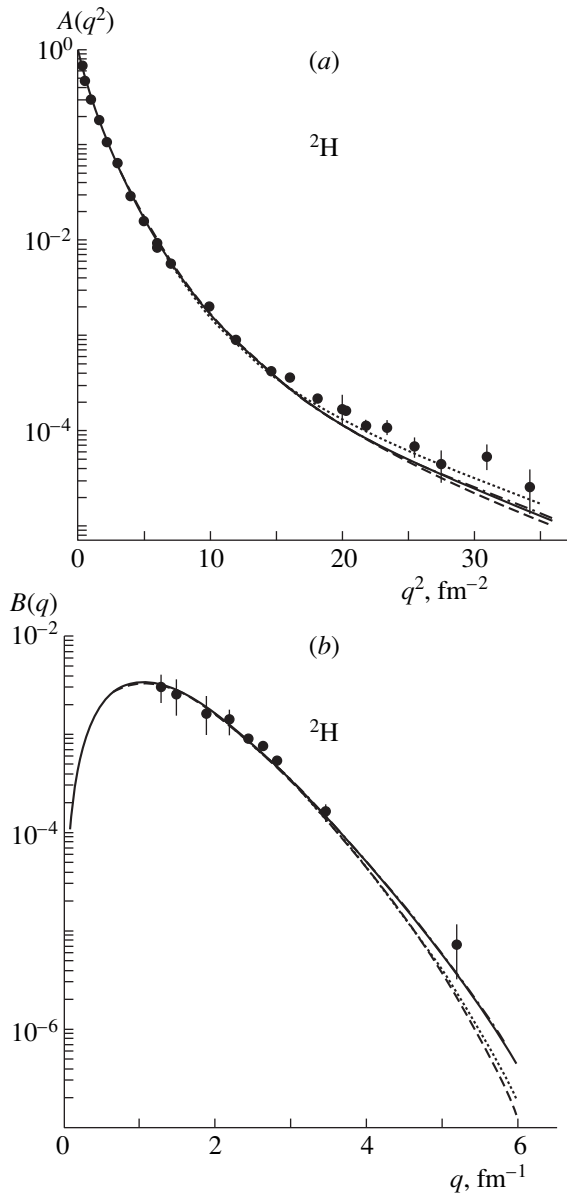 A(q²)
(a)
²H
10⁰
10⁻²
10⁻⁴
0 10 20 30
q², fm⁻²
B(q)
(b)
²H
10⁻²
10⁻⁴
10⁻⁶
0 2 4 6
q, fm⁻¹